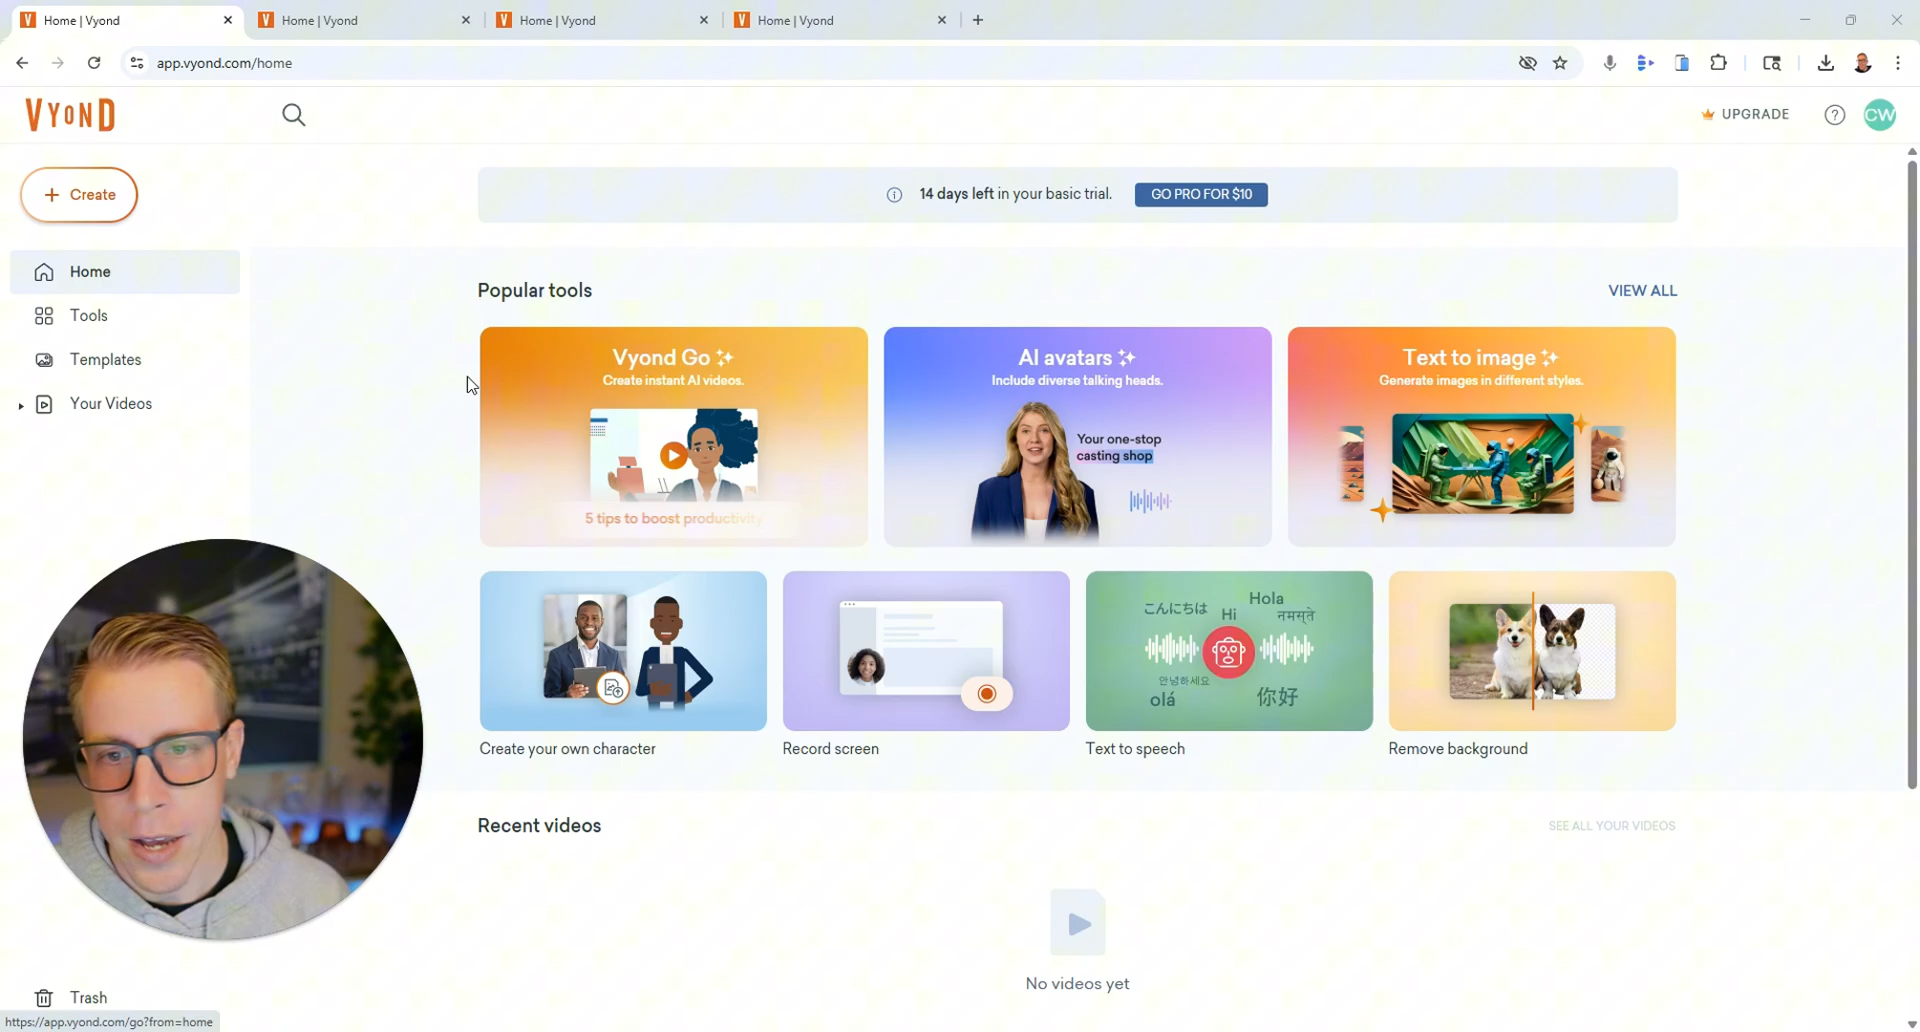 Home | Vyond
Home | Vyond
Home | Vyond
Home | Vyond
app.vyond.com/home
VYOND
UPGRADE
CW
Create
14 days left in your basic trial.
GO PRO FOR $10
Home
Tools
Templates
Your Videos
Popular tools
VIEW ALL
Vyond Go
Create instant AI videos.
5 tips to boost productivity
AI avatars
Include diverse talking heads.
Your one-stop
casting shop
Text to image
Generate images in different styles.
Create your own character
Record screen
こんにちは
Hi
Hola
नमस्ते
안녕하세요
olá
你好
Text to speech
Remove background
Recent videos
SEE ALL YOUR VIDEOS
No videos yet
Trash
https://app.vyond.com/go?from=home